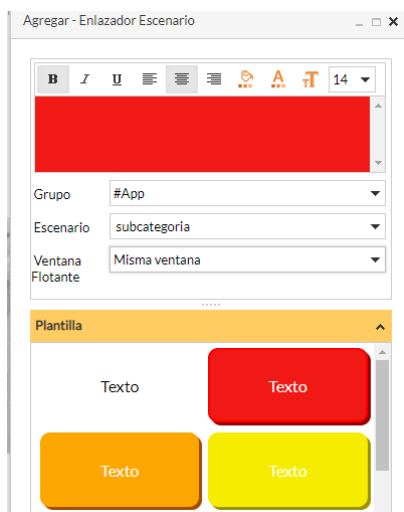 Agregar - Enlazador Escenario
B I U 14
Grupo #App
Escenario subcategoria
Ventana Misma ventana
Flotante
Plantilla
Texto Texto
Texto Texto